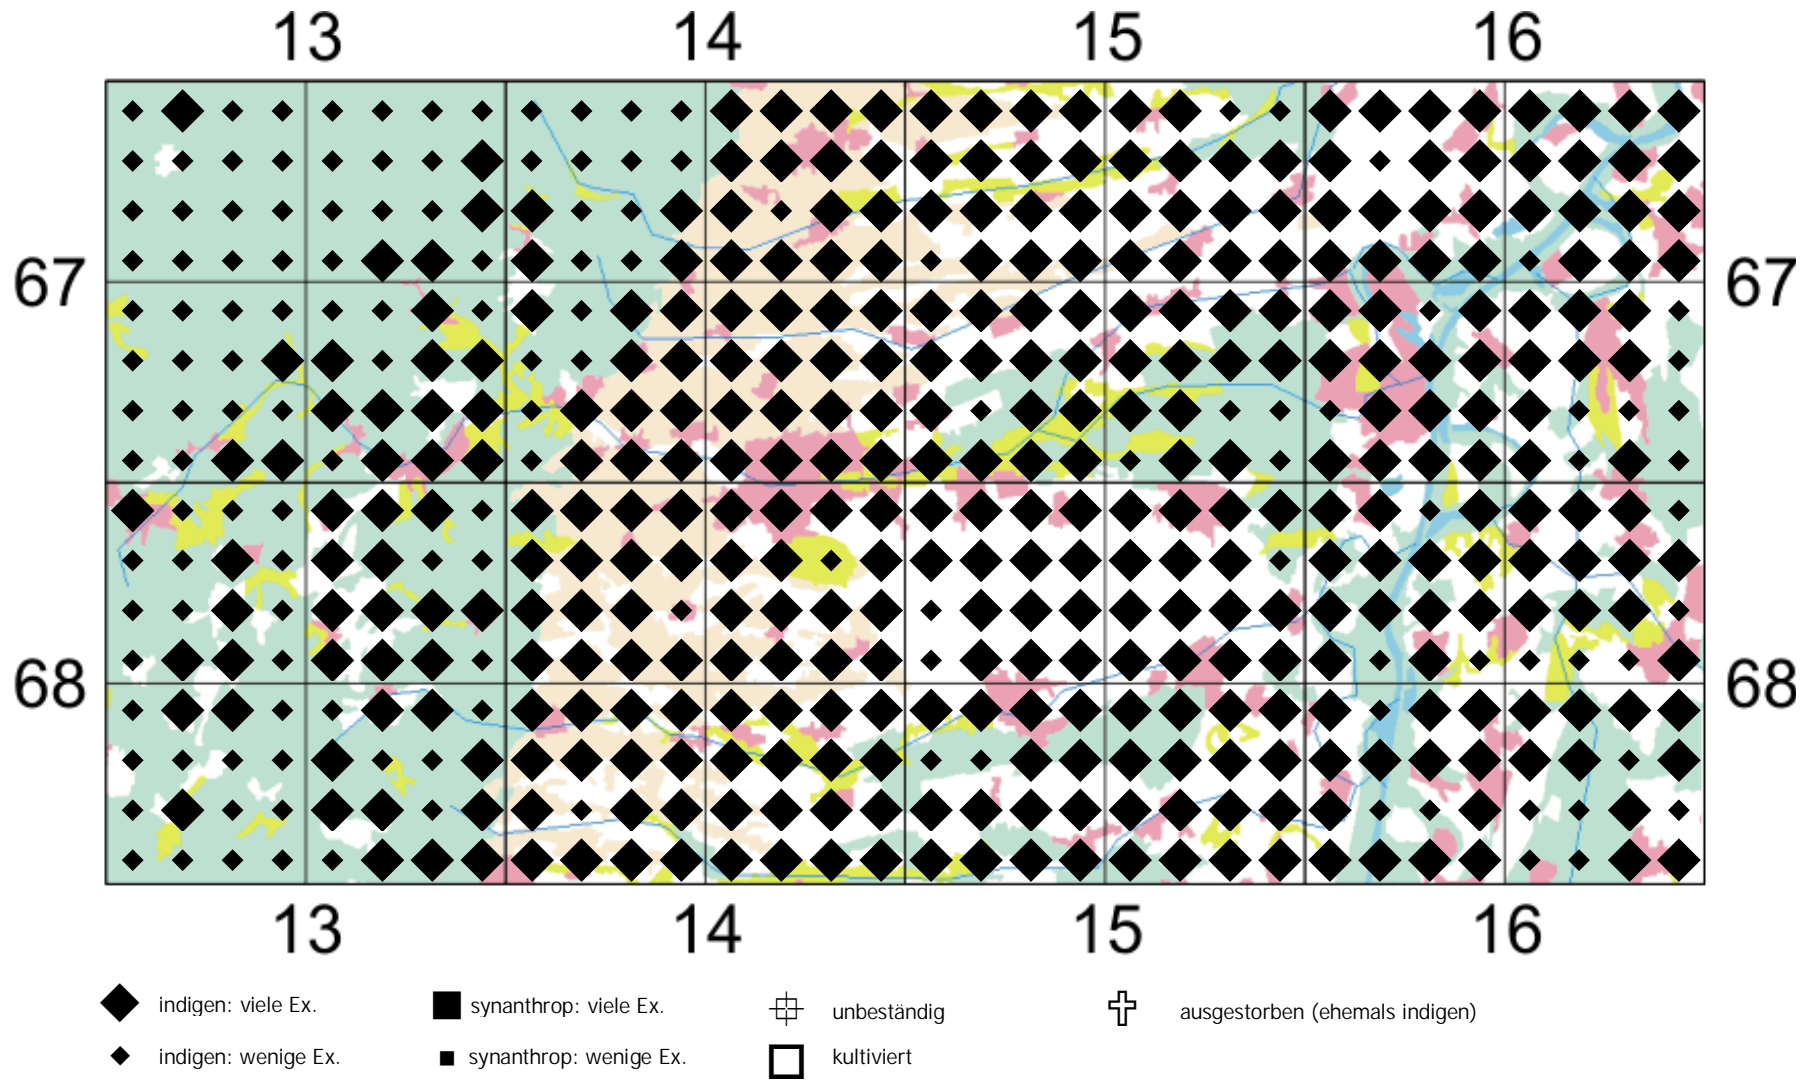 13 14 15 16
67 67
68 68
13 14 15 16
indigen: viele Ex. synanthrop: viele Ex. unbeständig ausgestorben (ehemals indigen)
indigen: wenige Ex. synanthrop: wenige Ex. kultiviert